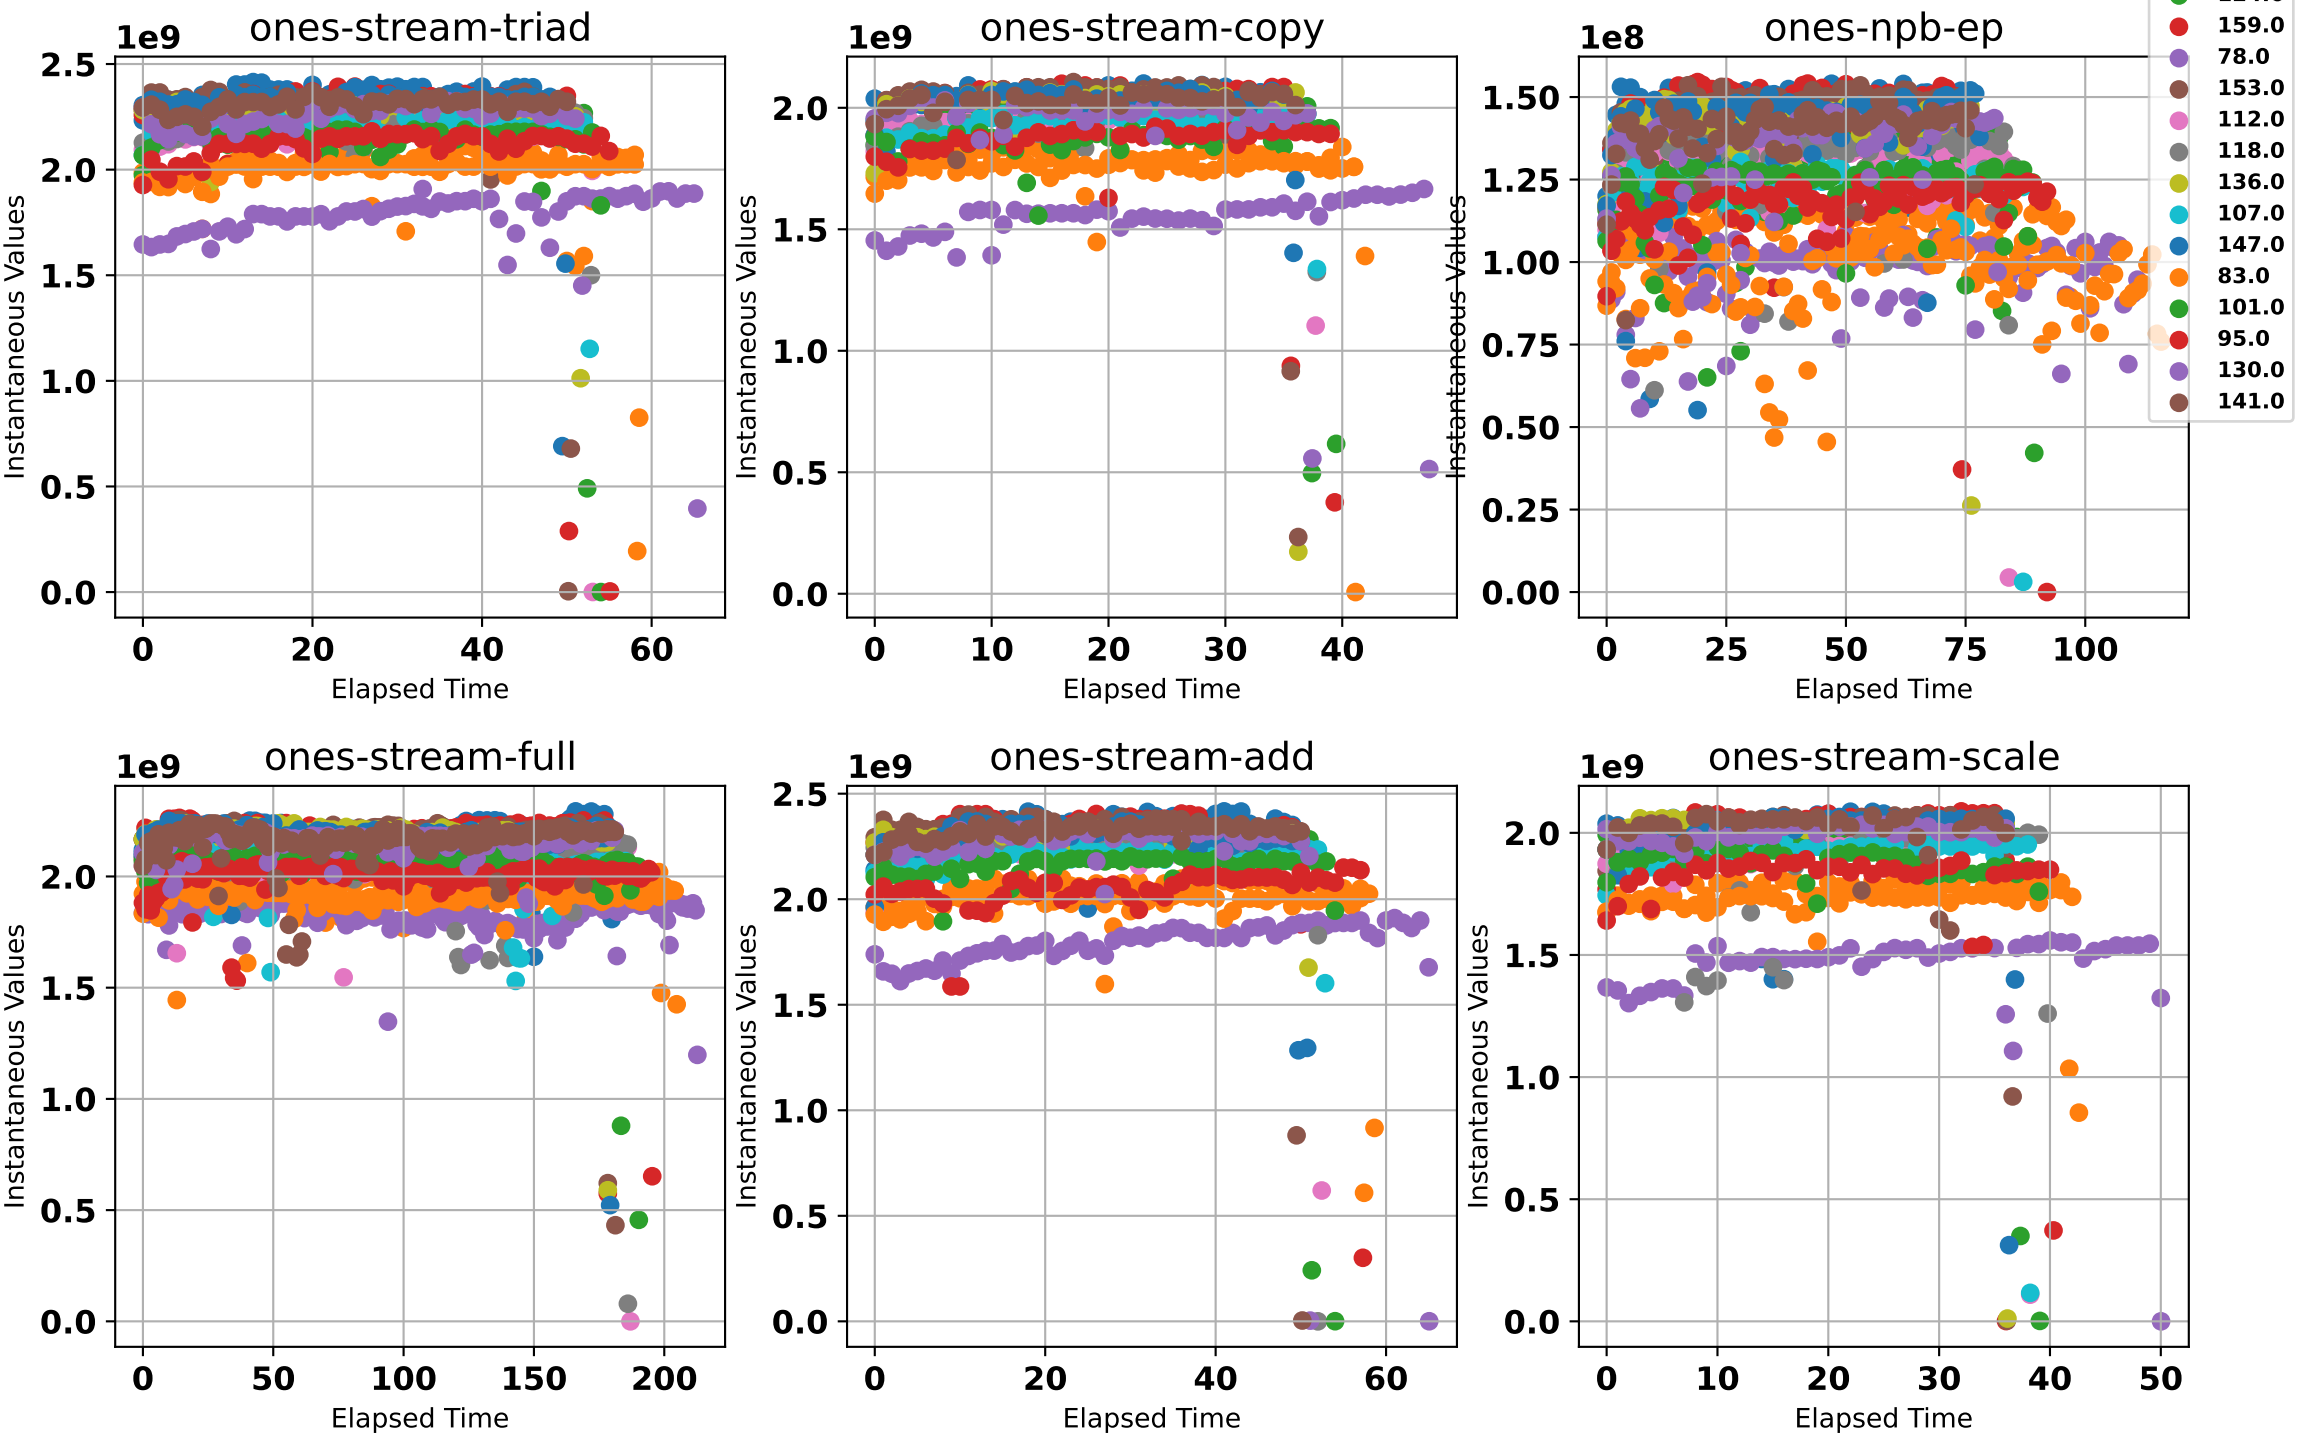 ones-stream-triad
1e9
2.5
2.0
1.5
1.0
0.5
0.0
Instantaneous Values
0 20 40 60
Elapsed Time
ones-stream-copy
1e9
2.0
1.5
1.0
0.5
0.0
Instantaneous Values
0 10 20 30 40
Elapsed Time
ones-npb-ep
1e8
1.50
1.25
1.00
0.75
0.50
0.25
0.00
Instantaneous Values
0 25 50 75 100
Elapsed Time
159.0
78.0
153.0
112.0
118.0
136.0
107.0
147.0
83.0
101.0
95.0
130.0
141.0
ones-stream-full
1e9
2.0
1.5
1.0
0.5
0.0
Instantaneous Values
0 50 100 150 200
Elapsed Time
ones-stream-add
1e9
2.5
2.0
1.5
1.0
0.5
0.0
Instantaneous Values
0 20 40 60
Elapsed Time
ones-stream-scale
1e9
2.0
1.5
1.0
0.5
0.0
Instantaneous Values
0 10 20 30 40 50
Elapsed Time